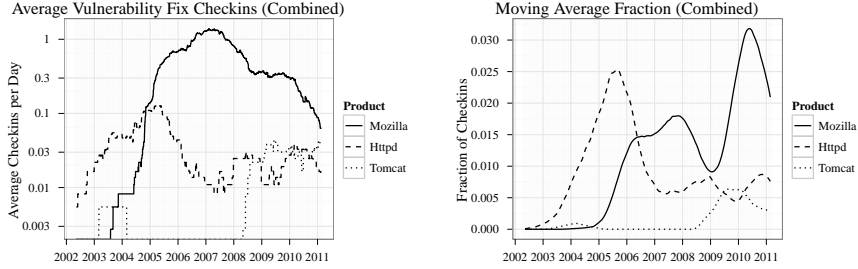 Average Vulnerability Fix Checkins (Combined)
Average Checkins per Day
1
0.3
0.1
0.03
0.01
0.003
2002 2003 2004 2005 2006 2007 2008 2009 2010 2011
Product
Mozilla
Httpd
Tomcat
Moving Average Fraction (Combined)
Fraction of Checkins
0.030
0.025
0.020
0.015
0.010
0.005
0.000
2002 2003 2004 2005 2006 2007 2008 2009 2010 2011
Product
Mozilla
Httpd
Tomcat